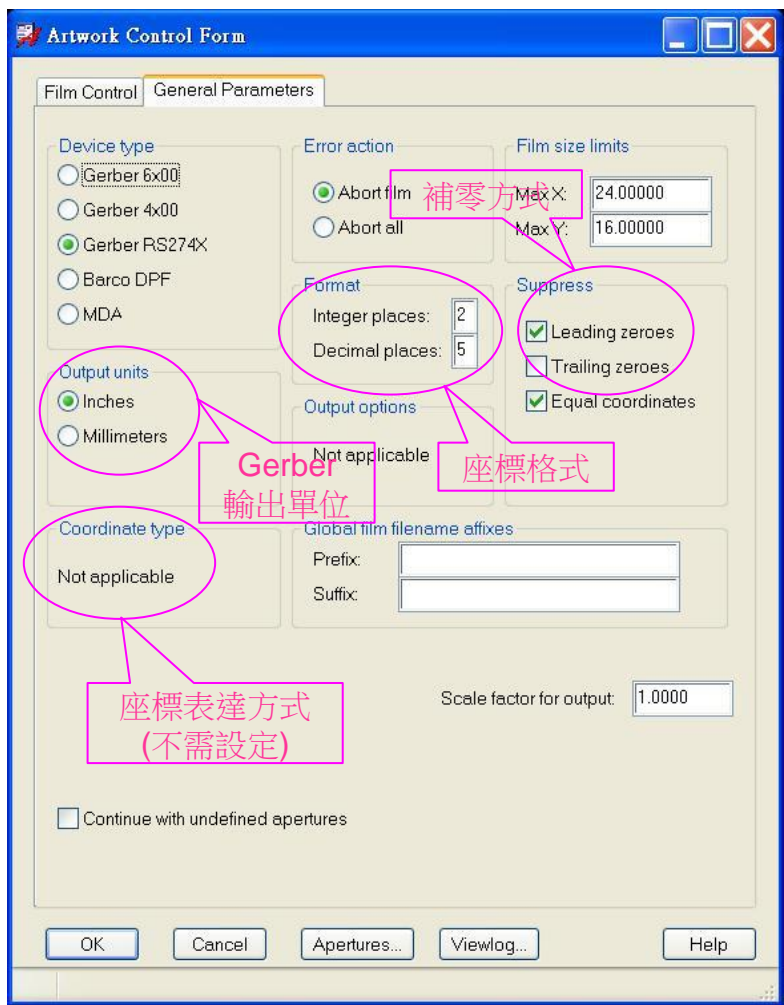 Artwork Control Form
Film Control
General Parameters
Device type
Gerber 6x00
Gerber 4x00
Gerber RS274X
Barco DPF
MDA
Error action
Abort film
Abort all
Film size limits
Max X: 24.00000
Max Y: 16.00000
補零方式
Format
Integer places: 2
Decimal places: 5
Suppress
Leading zeroes
Trailing zeroes
Equal coordinates
Output units
Inches
Millimeters
Output options
Not applicable
Gerber
輸出單位
座標格式
Coordinate type
Not applicable
Global film filename affixes
Prefix:
Suffix:
座標表達方式
(不需設定)
Scale factor for output: 1.0000
Continue with undefined apertures
OK
Cancel
Apertures...
Viewlog...
Help